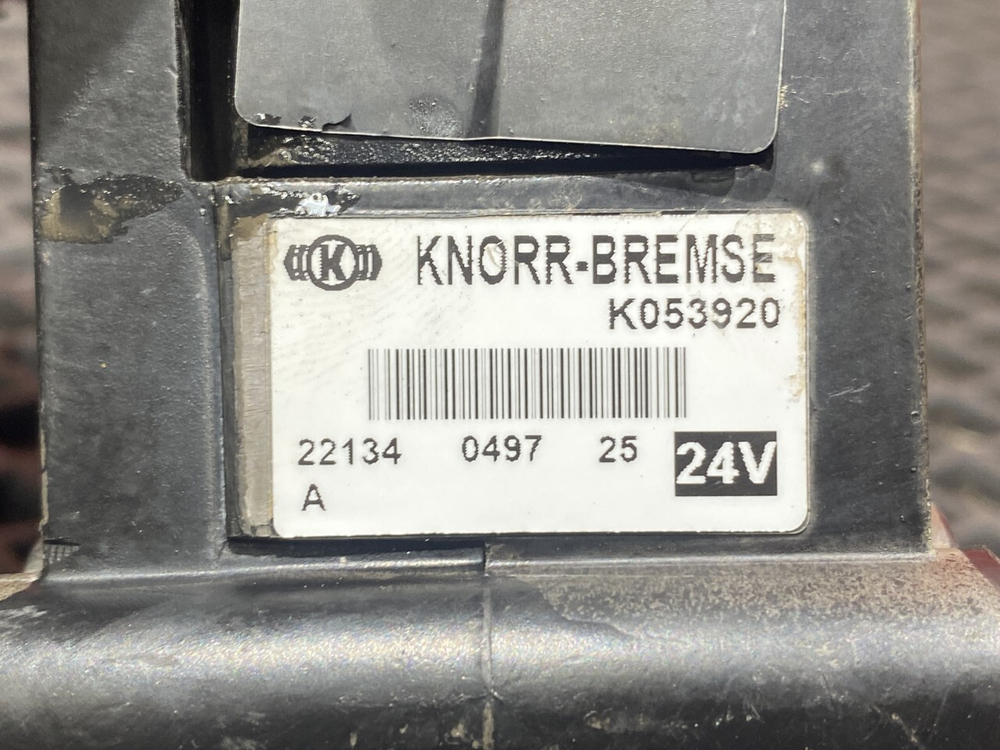 K KNORR-BREMSE
K053920
22134 0497 25 24V
A